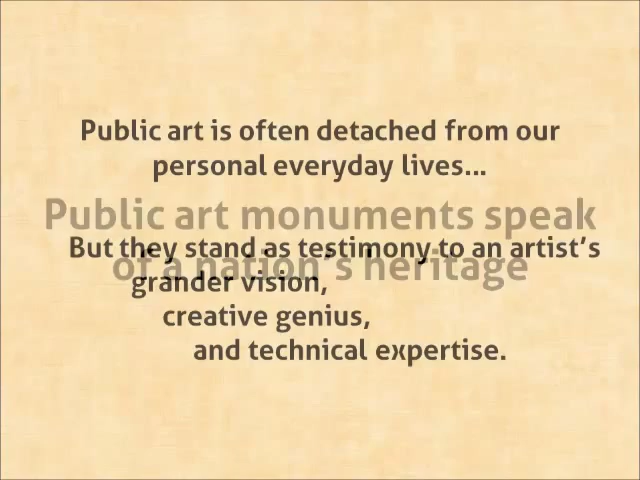 Public art is often detached from our
personal everyday lives...
Public art monuments speak
But they stand as testimony to an artist's
of a nation's heritage
grander vision,
creative genius,
and technical expertise.